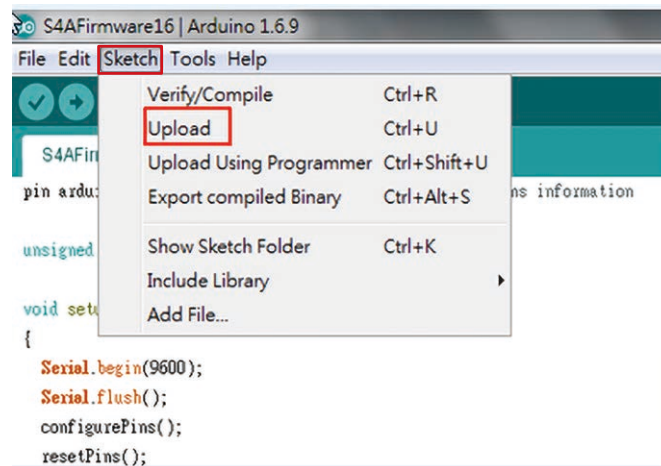 S4AFirmware16 | Arduino 1.6.9
File Edit Sketch Tools Help
Verify/Compile Ctrl+R
Upload Ctrl+U
S4AFir
Upload Using Programmer Ctrl+Shift+U
pin ardu
Export compiled Binary Ctrl+Alt+S
ns information
unsigned
Show Sketch Folder Ctrl+K
Include Library
void setu
Add File...
{
Serial.begin(9600);
Serial.flush();
configurePins();
resetPins();